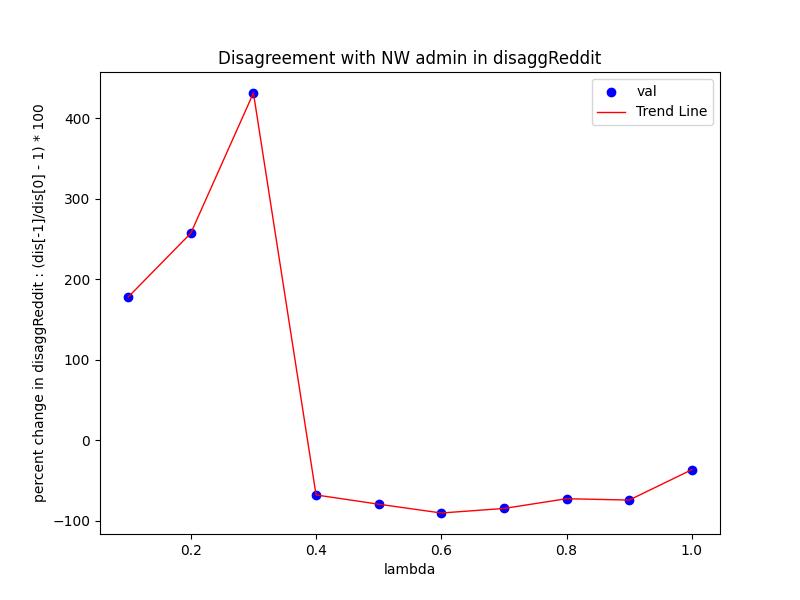 Disagreement with NW admin in disaggReddit
val
Trend Line
percent change in disaggReddit : (dis[-1]/dis[0] - 1) * 100
400
300
200
100
0
−100
0.2 0.4 0.6 0.8 1.0
lambda